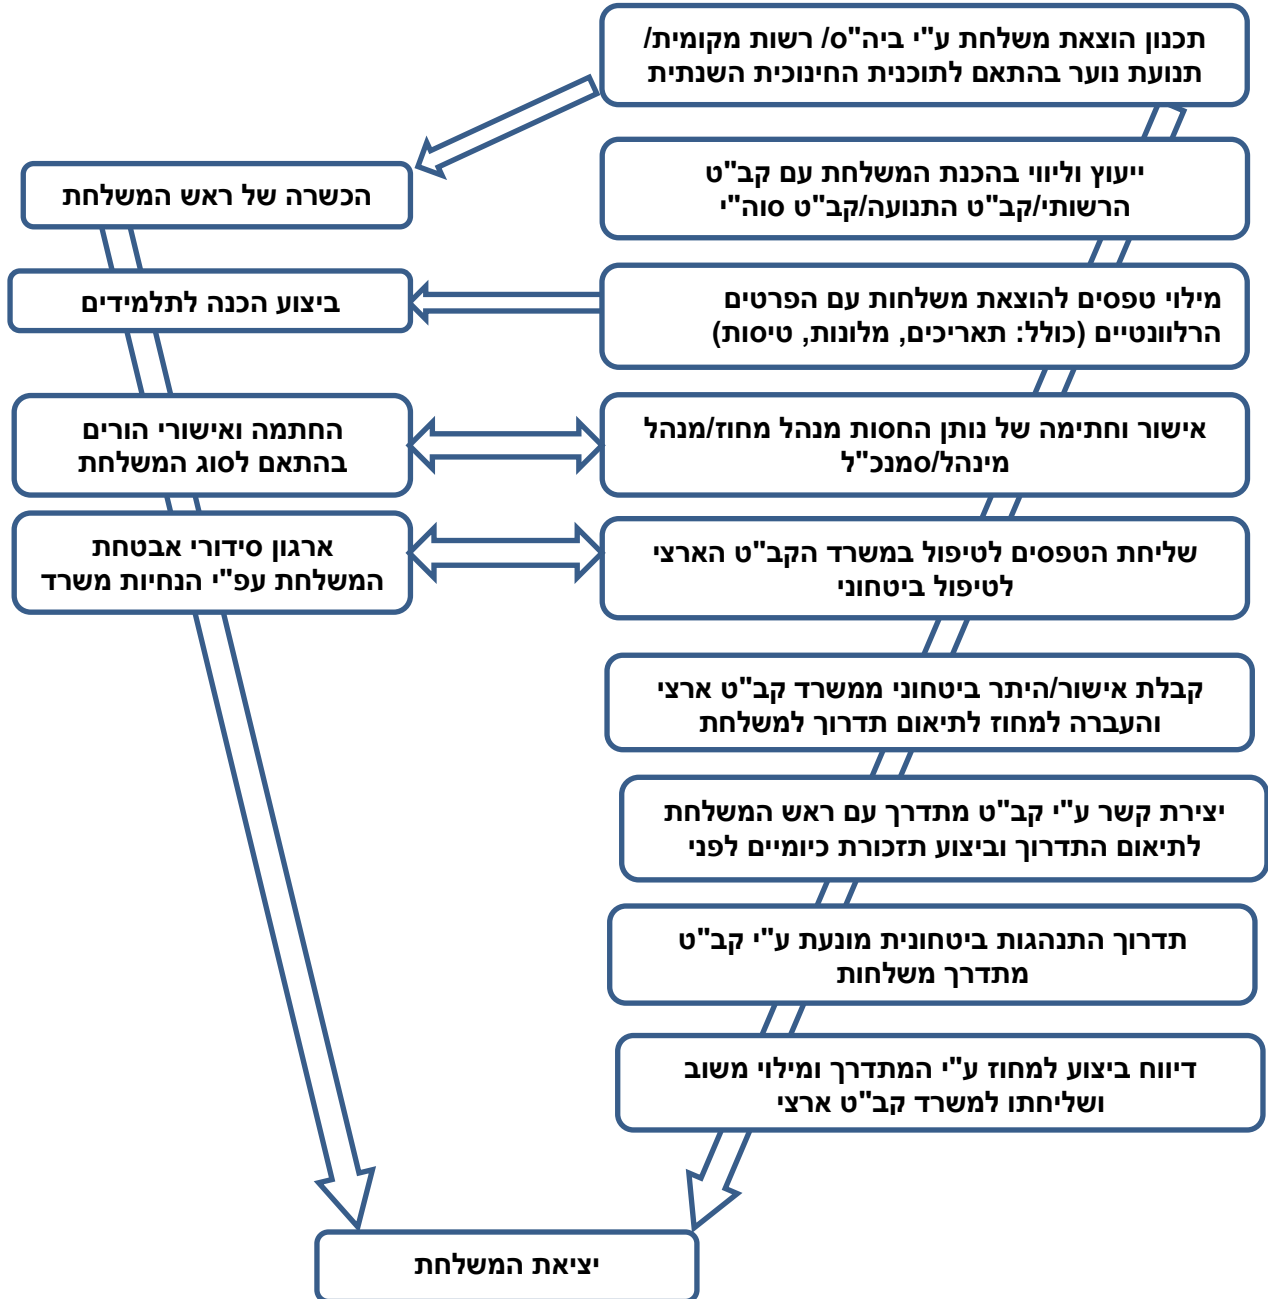 תכנון הוצאת משלחת ע"י ביה"ס/ רשות מקומית/
תנועת נוער בהתאם לתוכנית החינוכית השנתית
ייעוץ וליווי בהכנת המשלחת עם קב"ט
הרשותי/קב"ט התנועה/קב"ט סוה"י
הכשרה של ראש המשלחת
מילוי טפסים להוצאת משלחות עם הפרטים
הרלוונטיים (כולל: תאריכים, מלונות, טיסות)
ביצוע הכנה לתלמידים
אישור וחתימה של נותן החסות מנהל מחוז/מנהל
מינהל/סמנכ"ל
החתמה ואישורי הורים
בהתאם לסוג המשלחת
שליחת הטפסים לטיפול במשרד הקב"ט הארצי
לטיפול ביטחוני
ארגון סידורי אבטחת
המשלחת עפ"י הנחיות משרד
קבלת אישור/היתר ביטחוני ממשרד קב"ט ארצי
והעברה למחוז לתיאום תדרוך למשלחת
יצירת קשר ע"י קב"ט מתדרך עם ראש המשלחת
לתיאום התדרוך וביצוע תזכורת כיומיים לפני
תדרוך התנהגות ביטחונית מונעת ע"י קב"ט
מתדרך משלחות
דיווח ביצוע למחוז ע"י המתדרך ומילוי משוב
ושליחתו למשרד קב"ט ארצי
יציאת המשלחת